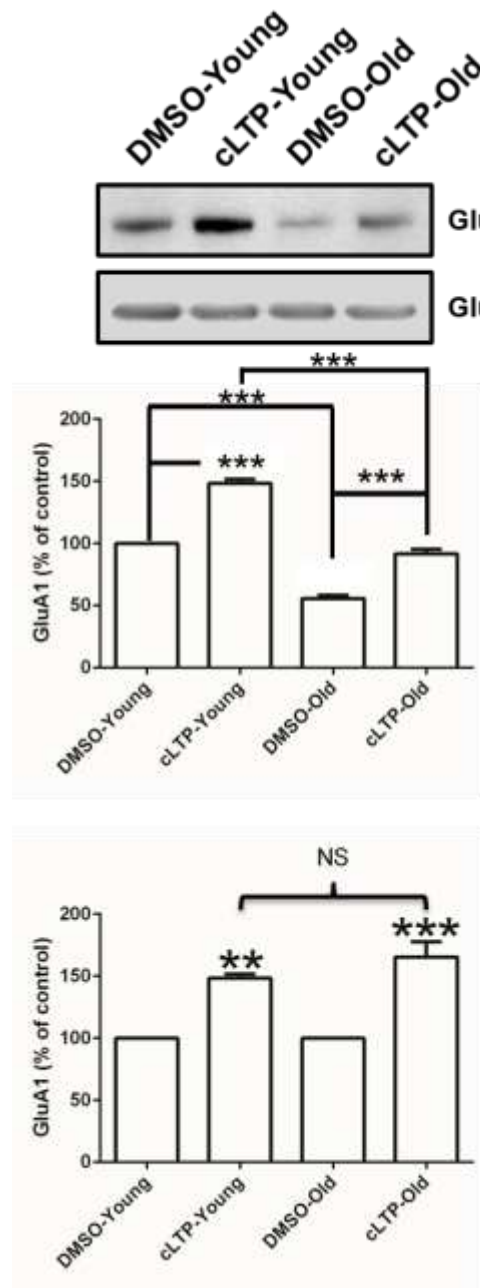 DMSO-Young cLTP-Young DMSO-Old cLTP-Old
Glu
Glu
***
***
***
***
GluA1 (% of control)
200
150
100
50
0
DMSO-Young cLTP-Young DMSO-Old cLTP-Old
NS
***
**
GluA1 (% of control)
200
150
100
50
0
DMSO-Young cLTP-Young DMSO-Old cLTP-Old